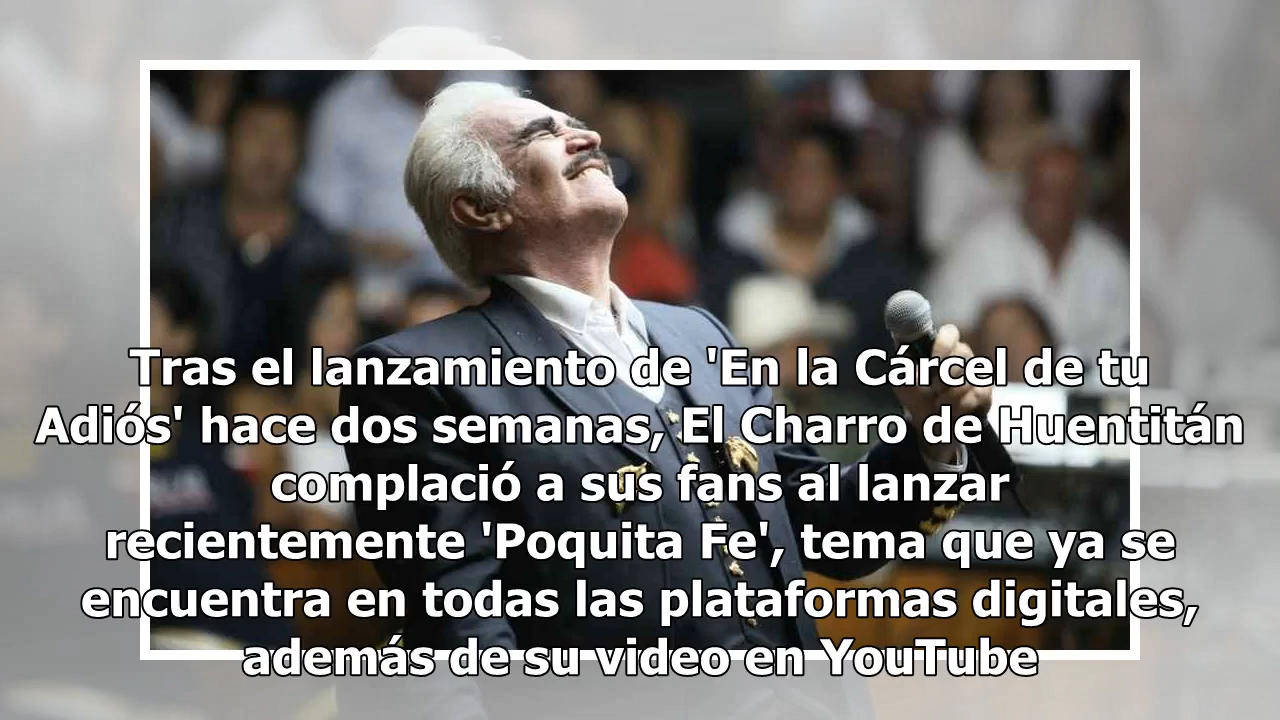 Tras el lanzamiento de 'En la Cárcel de tu
Adiós' hace dos semanas, El Charro de Huentitán
complació a sus fans al lanzar
recientemente 'Poquita Fe', tema que ya se
encuentra en todas las plataformas digitales,
además de su video en YouTube